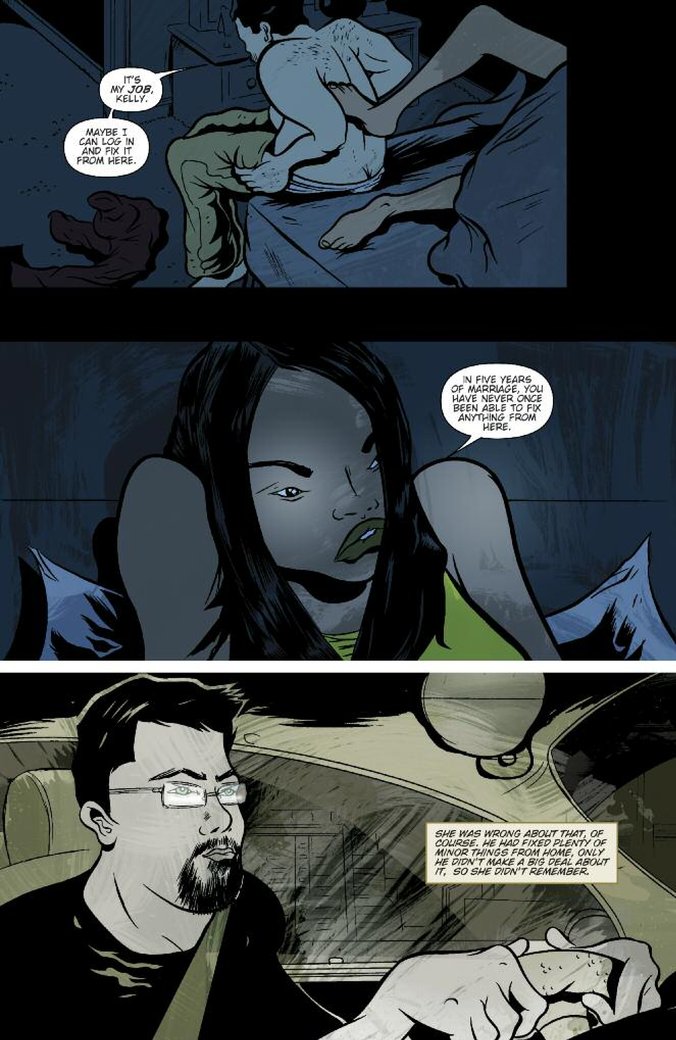 IT'S
MY JOB,
KELLY.
MAYBE I
CAN LOG IN
AND FIX IT
FROM HERE.
IN FIVE YEARS
OF MARRIAGE, YOU
HAVE NEVER ONCE
BEEN ABLE TO FIX
ANYTHING FROM
HERE.
SHE WAS WRONG ABOUT THAT, OF
COURSE. HE HAD FIXED PLENTY OF
MINOR THINGS FROM HOME, ONLY
HE DIDN'T MAKE A BIG DEAL ABOUT
IT, SO SHE DIDN'T REMEMBER.